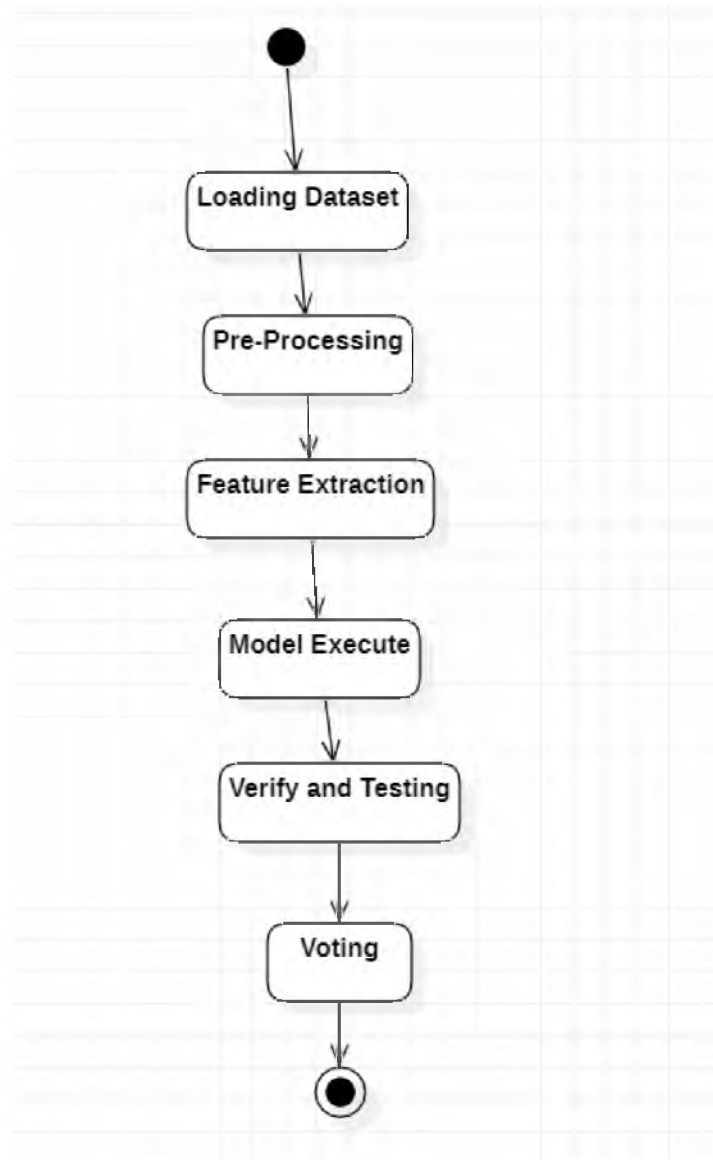 Loading Dataset
Pre-Processing
Feature Extraction
Model Execute
Verify and Testing
Voting